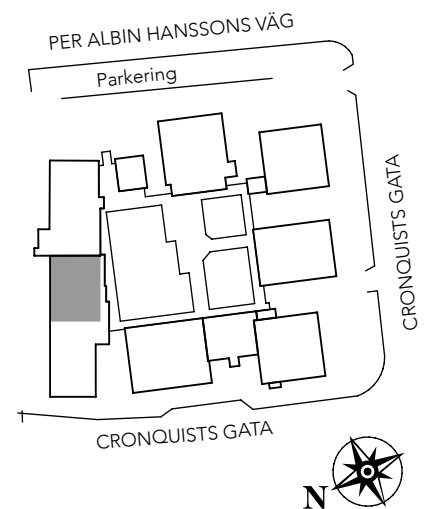 PER ALBIN HANSSONS VÄG
Parkering
CRONQUISTS GATA
CRONQUISTS GATA
N